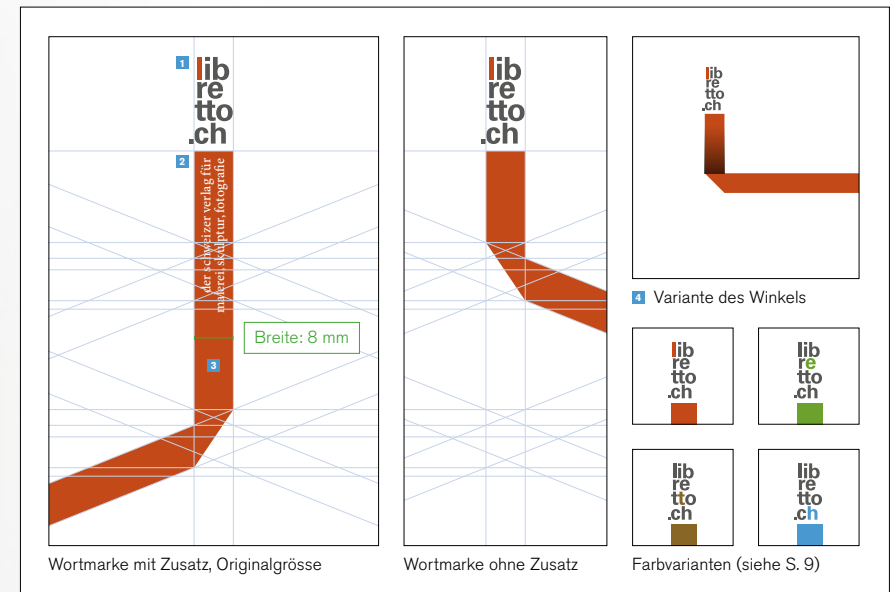 1
lib
re
tto
.ch
2
der schweizer verlag für
malerei, skulptur, fotografie
Breite: 8 mm
3
Wortmarke mit Zusatz, Originalgrösse
lib
re
tto
.ch
Wortmarke ohne Zusatz
lib
re
tto
.ch
4 Variante des Winkels
lib
re
tto
.ch
lib
re
tto
.ch
lib
re
tto
.ch
lib
re
tto
.ch
Farbvarianten (siehe S. 9)